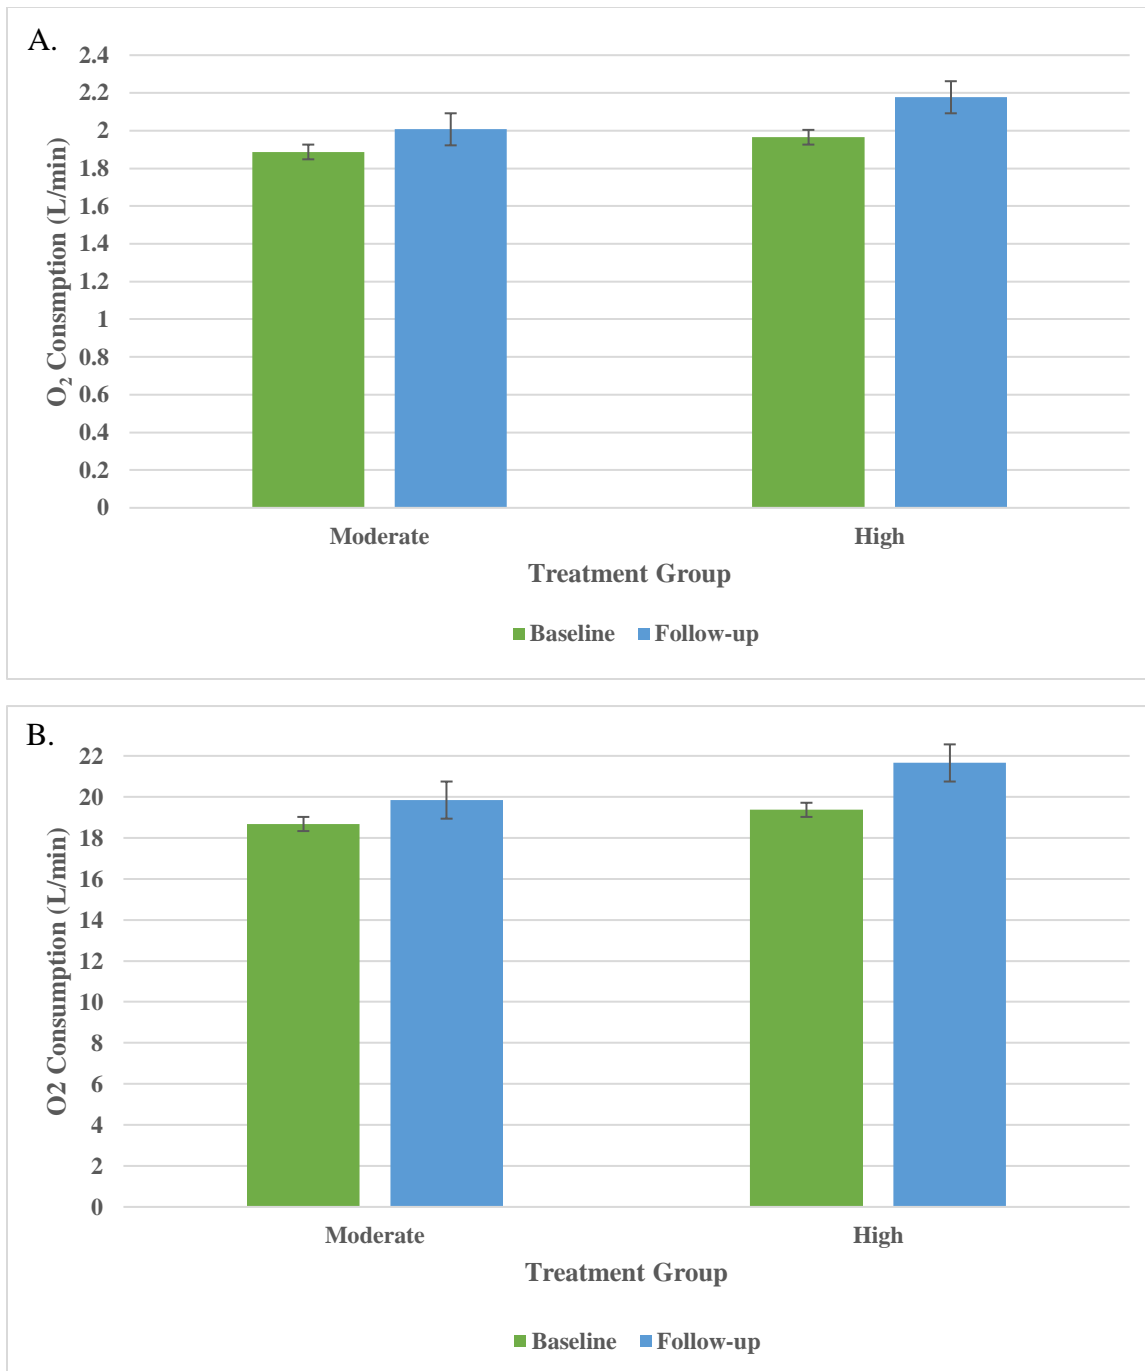 A.
2.4
2.2
2
1.8
1.6
1.4
1.2
1
0.8
0.6
0.4
0.2
0
O₂ Consmption (L/min)
Moderate High
Treatment Group
Baseline Follow-up
B.
22
20
18
16
14
12
10
8
6
4
2
0
O2 Consumption (L/min)
Moderate High
Treatment Group
Baseline Follow-up